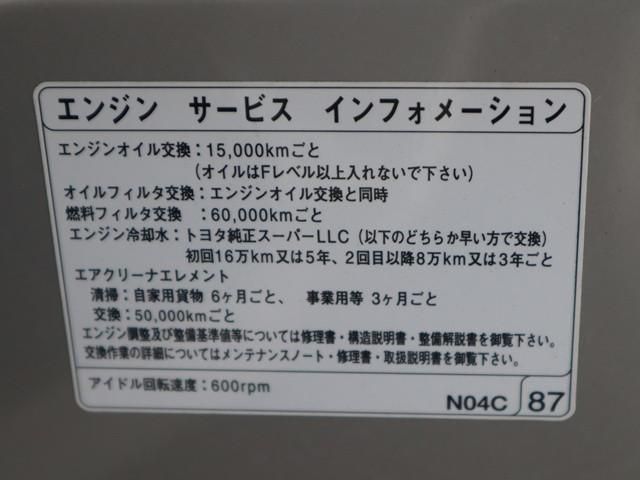 エンジン サービス インフォメーション
エンジンオイル交換：15,000kmごと
（オイルはFレベル以上入れないで下さい）
オイルフィルタ交換：エンジンオイル交換と同時
燃料フィルタ交換 ：60,000kmごと
エンジン冷却水：トヨタ純正スーパーLLC（以下のどちらか早い方で交換）
初回16万km又は5年、2回目以降8万km又は3年ごと
エアクリーナエレメント
清掃：自家用貨物 6ヶ月ごと、 事業用等 3ヶ月ごと
交換：50,000kmごと
エンジン調整及び整備基準値等については修理書・構造説明書・整備解説書を御覧下さい。
交換作業の詳細についてはメンテナンスノート・修理書・取扱説明書を御覧下さい。
アイドル回転速度：600rpm
N04C 87